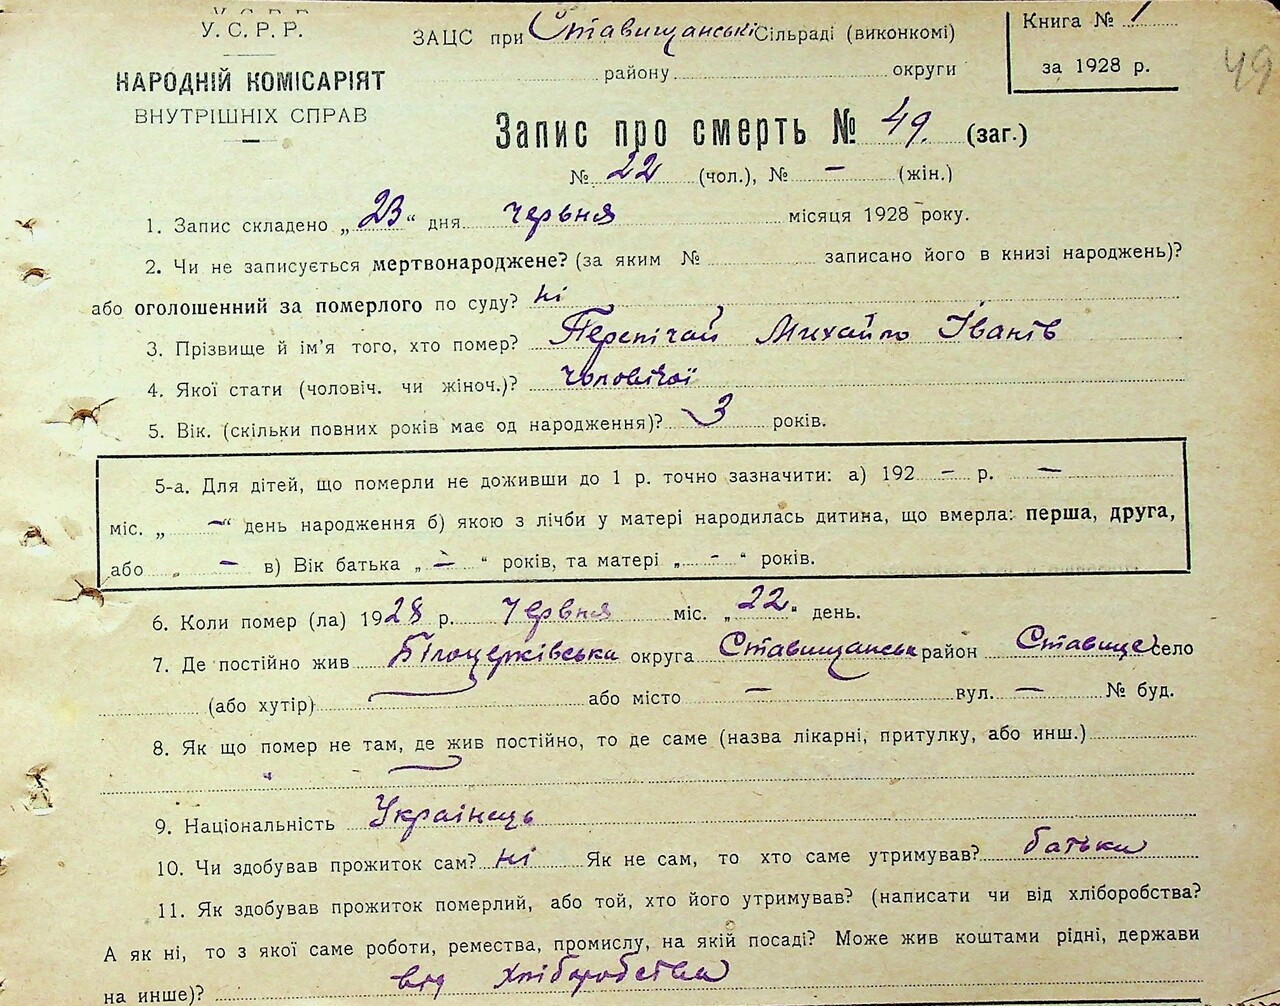 У. С. Р. Р.
НАРОДНІЙ КОМІСАРІЯТ
ВНУТРІШНІХ СПРАВ
ЗАЦС при Ставищанські Сільраді (виконкомі)
району округи
Книга № 1
за 1928 р.
49
Запис про смерть № 49. (заг.)
№ 22 (чол.), № – (жін.)
1. Запис складено „23“ дня червня місяця 1928 року.
2. Чи не записується мертвонароджене? (за яким № записано його в книзі народжень)?
або оголошенний за померлого по суду? ні
3. Прізвище й ім'я того, хто помер? Перепічай Михайло Іванів
4. Якої стати (чоловіч. чи жіноч.)? чоловічої
5. Вік. (скільки повних років має од народження)? 3 років.
5-а. Для дітей, що померли не доживши до 1 р. точно зазначити: а) 192 – р. –
міс. „ –“ день народження б) якою з лічби у матері народилась дитина, що вмерла: перша, друга,
або „ – в) Вік батька „ – “ років, та матері „ – “ років.
6. Коли помер (ла) 1928 р. червня міс. „22“ день.
7. Де постійно жив Білоцерківська округа Ставищанськ район Ставище село
(або хутір) або місто – вул. – № буд.
8. Як що помер не там, де жив постійно, то де саме (назва лікарні, притулку, або инш.)
9. Національність Українець
10. Чи здобував прожиток сам? ні Як не сам, то хто саме утримував? батьки
11. Як здобував прожиток померлий, або той, хто його утримував? (написати чи від хліборобства?
А як ні, то з якої саме роботи, ремества, промислу, на якій посаді? Може жив коштами рідні, держави
на инше)? від хліборобства